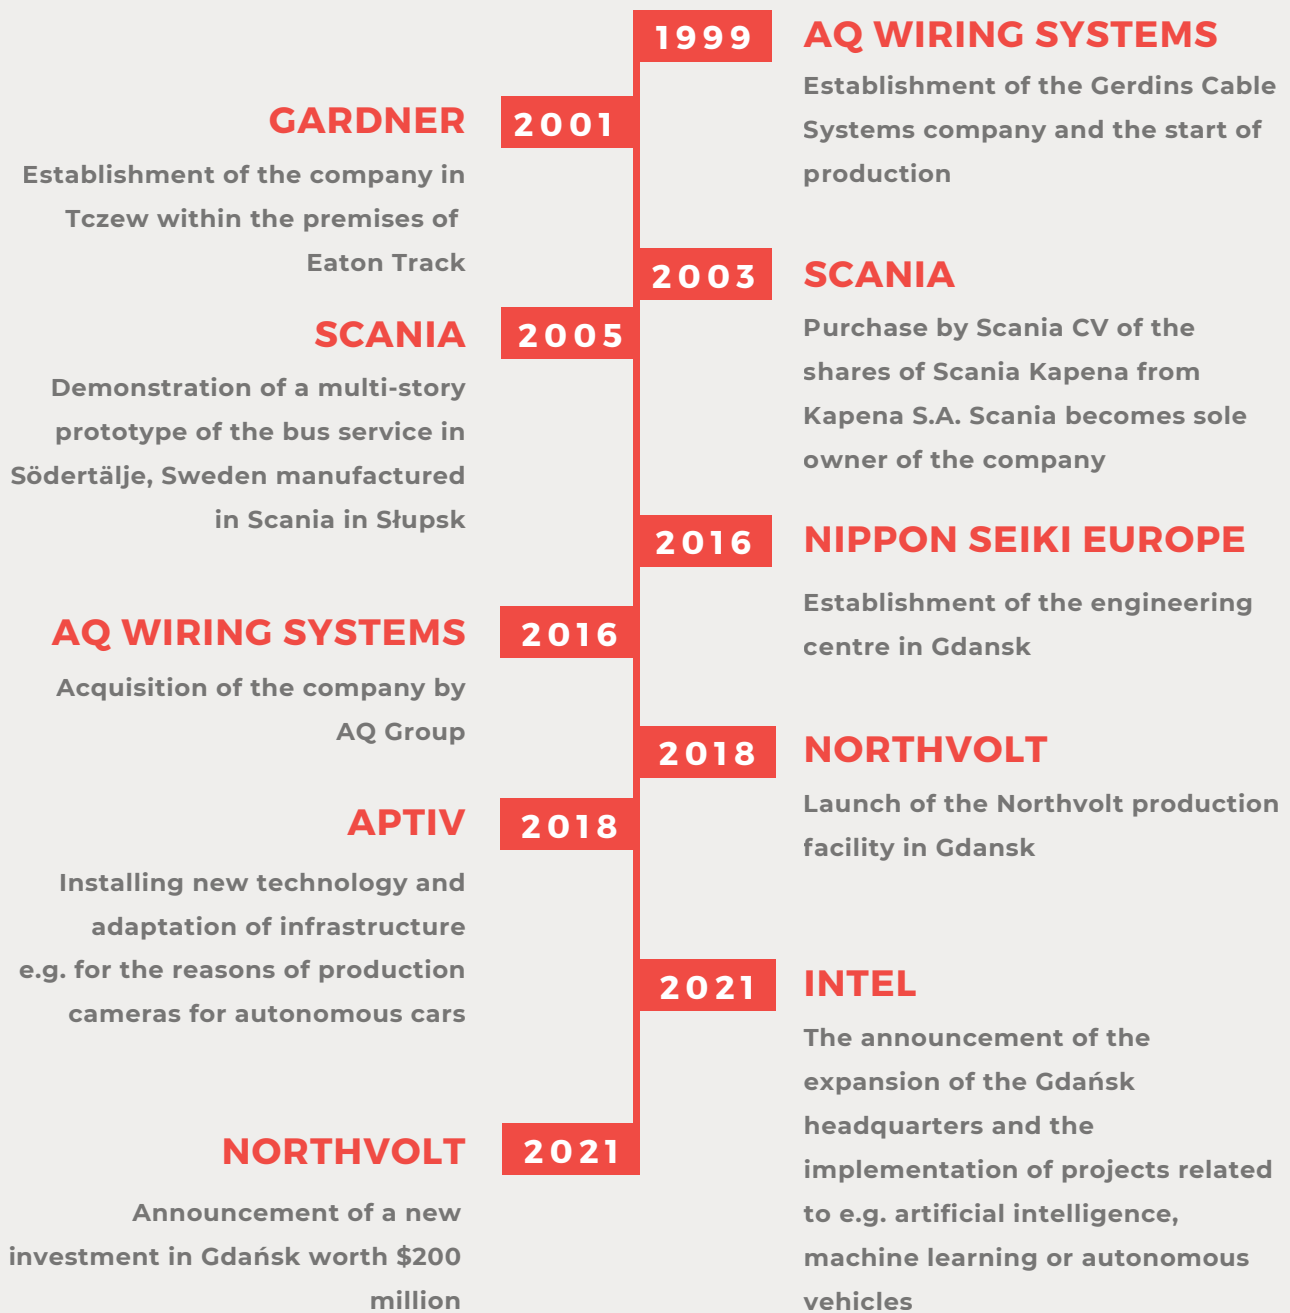 1999
AQ WIRING SYSTEMS
Establishment of the Gerdins Cable
Systems company and the start of
production
GARDNER
2001
Establishment of the company in
Tczew within the premises of
Eaton Track
2003
SCANIA
Purchase by Scania CV of the
shares of Scania Kapena from
Kapena S.A. Scania becomes sole
owner of the company
SCANIA
2005
Demonstration of a multi-story
prototype of the bus service in
Södertälje, Sweden manufactured
in Scania in Słupsk
2016
NIPPON SEIKI EUROPE
Establishment of the engineering
centre in Gdansk
AQ WIRING SYSTEMS
2016
Acquisition of the company by
AQ Group
2018
NORTHVOLT
Launch of the Northvolt production
facility in Gdansk
APTIV
2018
Installing new technology and
adaptation of infrastructure
e.g. for the reasons of production
cameras for autonomous cars
2021
INTEL
The announcement of the
expansion of the Gdańsk
headquarters and the
implementation of projects related
to e.g. artificial intelligence,
machine learning or autonomous
vehicles
NORTHVOLT
2021
Announcement of a new
investment in Gdańsk worth $200
million